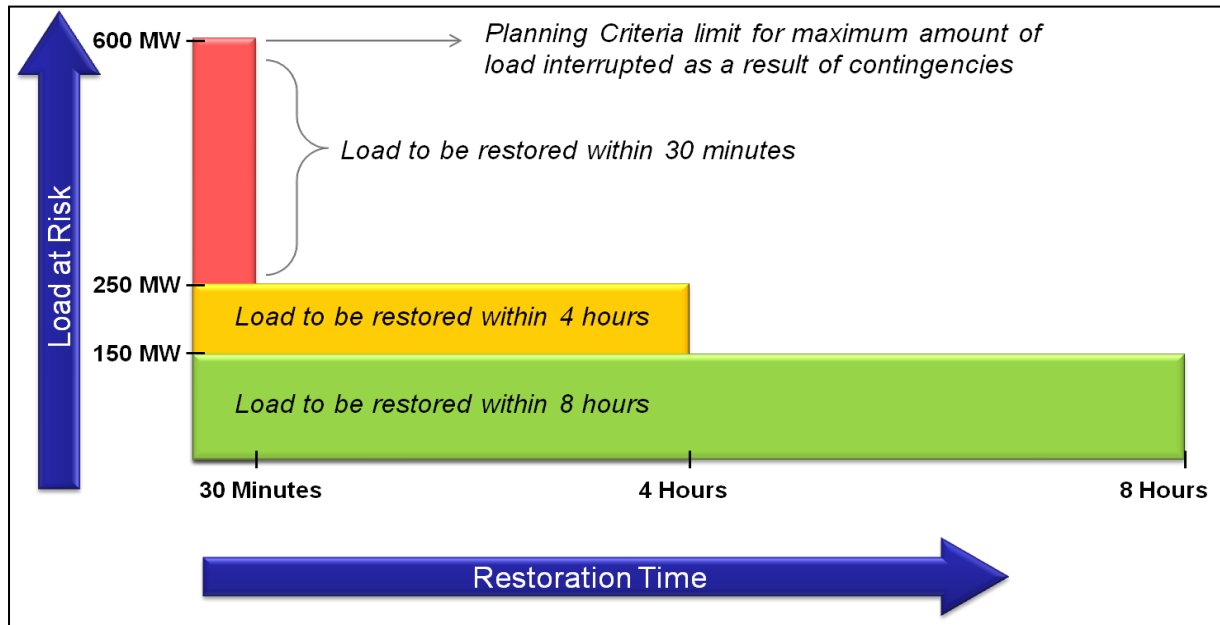 600 MW
Planning Criteria limit for maximum amount of
load interrupted as a result of contingencies
Load to be restored within 30 minutes
Load at Risk
250 MW
Load to be restored within 4 hours
150 MW
Load to be restored within 8 hours
30 Minutes
4 Hours
8 Hours
Restoration Time